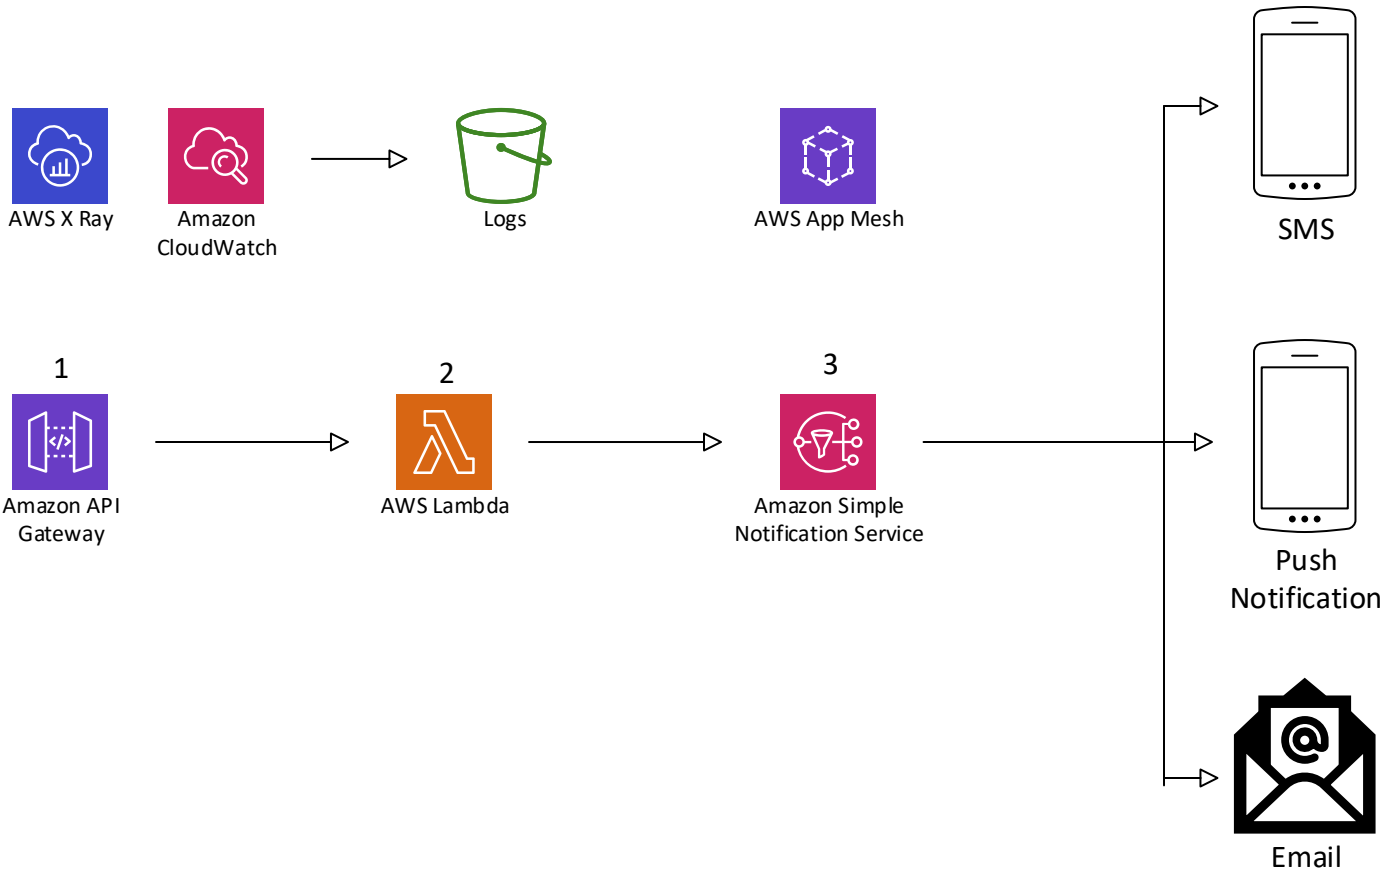 AWS X Ray
Amazon
CloudWatch
Logs
AWS App Mesh
SMS
1
2
3
</>
Amazon API
Gateway
AWS Lambda
Amazon Simple
Notification Service
Push
Notification
@
Email